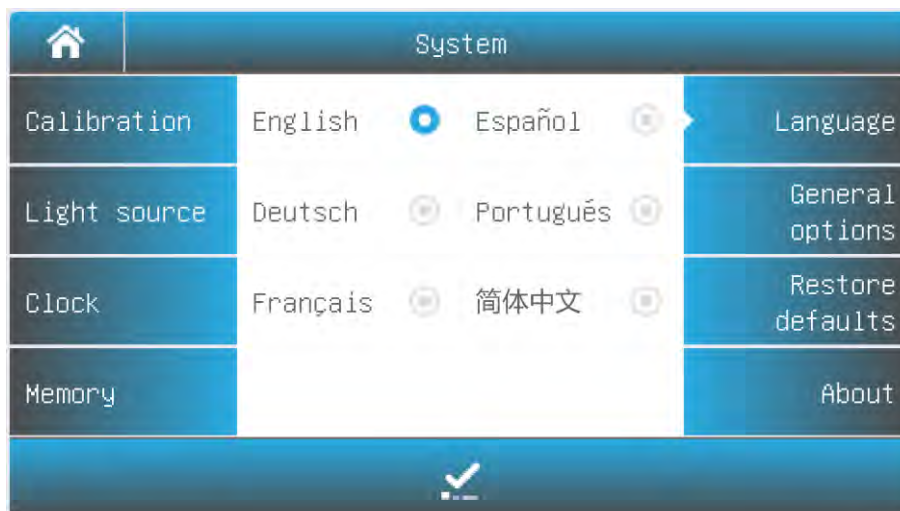 System
Calibration
English
Español
Language
Light source
Deutsch
Portugués
General
options
Clock
Français
简体中文
Restore
defaults
Memory
About